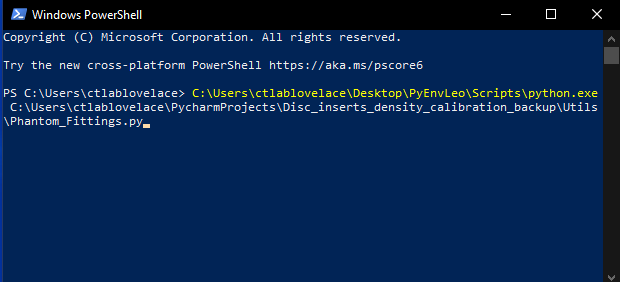 Windows PowerShell
Copyright (C) Microsoft Corporation. All rights reserved.
Try the new cross-platform PowerShell https://aka.ms/pscore6
PS C:\Users\ctlablovelace> C:\Users\ctlablovelace\Desktop\PyEnvLeo\Scripts\python.exe
C:\Users\ctlablovelace\PycharmProjects\Disc_inserts_density_calibration_backup\Utils
\Phantom_Fittings.py